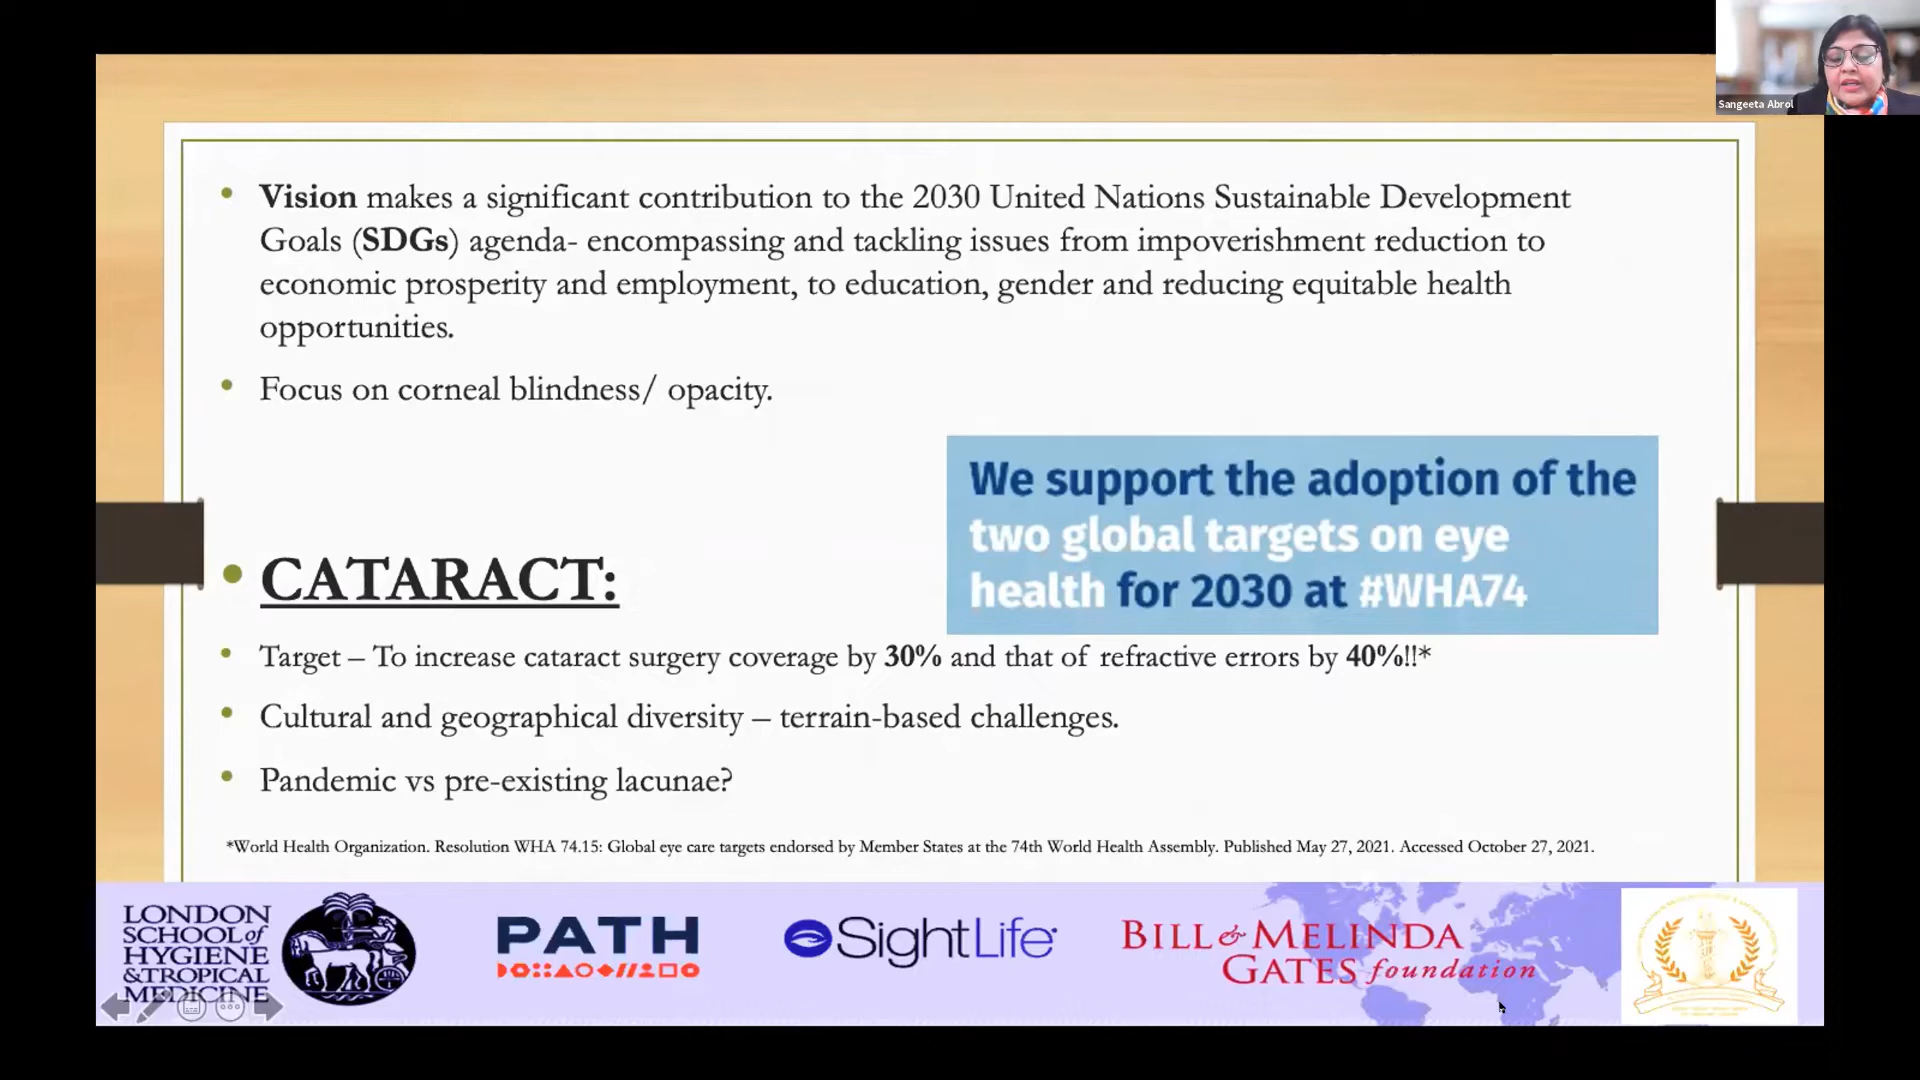 Sangeeta Abrol
• Vision makes a significant contribution to the 2030 United Nations Sustainable Development
Goals (SDGs) agenda- encompassing and tackling issues from impoverishment reduction to
economic prosperity and employment, to education, gender and reducing equitable health
opportunities.
• Focus on corneal blindness/ opacity.
We support the adoption of the
two global targets on eye
health for 2030 at #WHA74
• CATARACT:
• Target – To increase cataract surgery coverage by 30% and that of refractive errors by 40%!!*
• Cultural and geographical diversity – terrain-based challenges.
• Pandemic vs pre-existing lacunae?
*World Health Organization. Resolution WHA 74.15: Global eye care targets endorsed by Member States at the 74th World Health Assembly. Published May 27, 2021. Accessed October 27, 2021.
LONDON
SCHOOL of
HYGIENE
& TROPICAL
MEDICINE
PATH
SightLife
BILL & MELINDA
GATES foundation